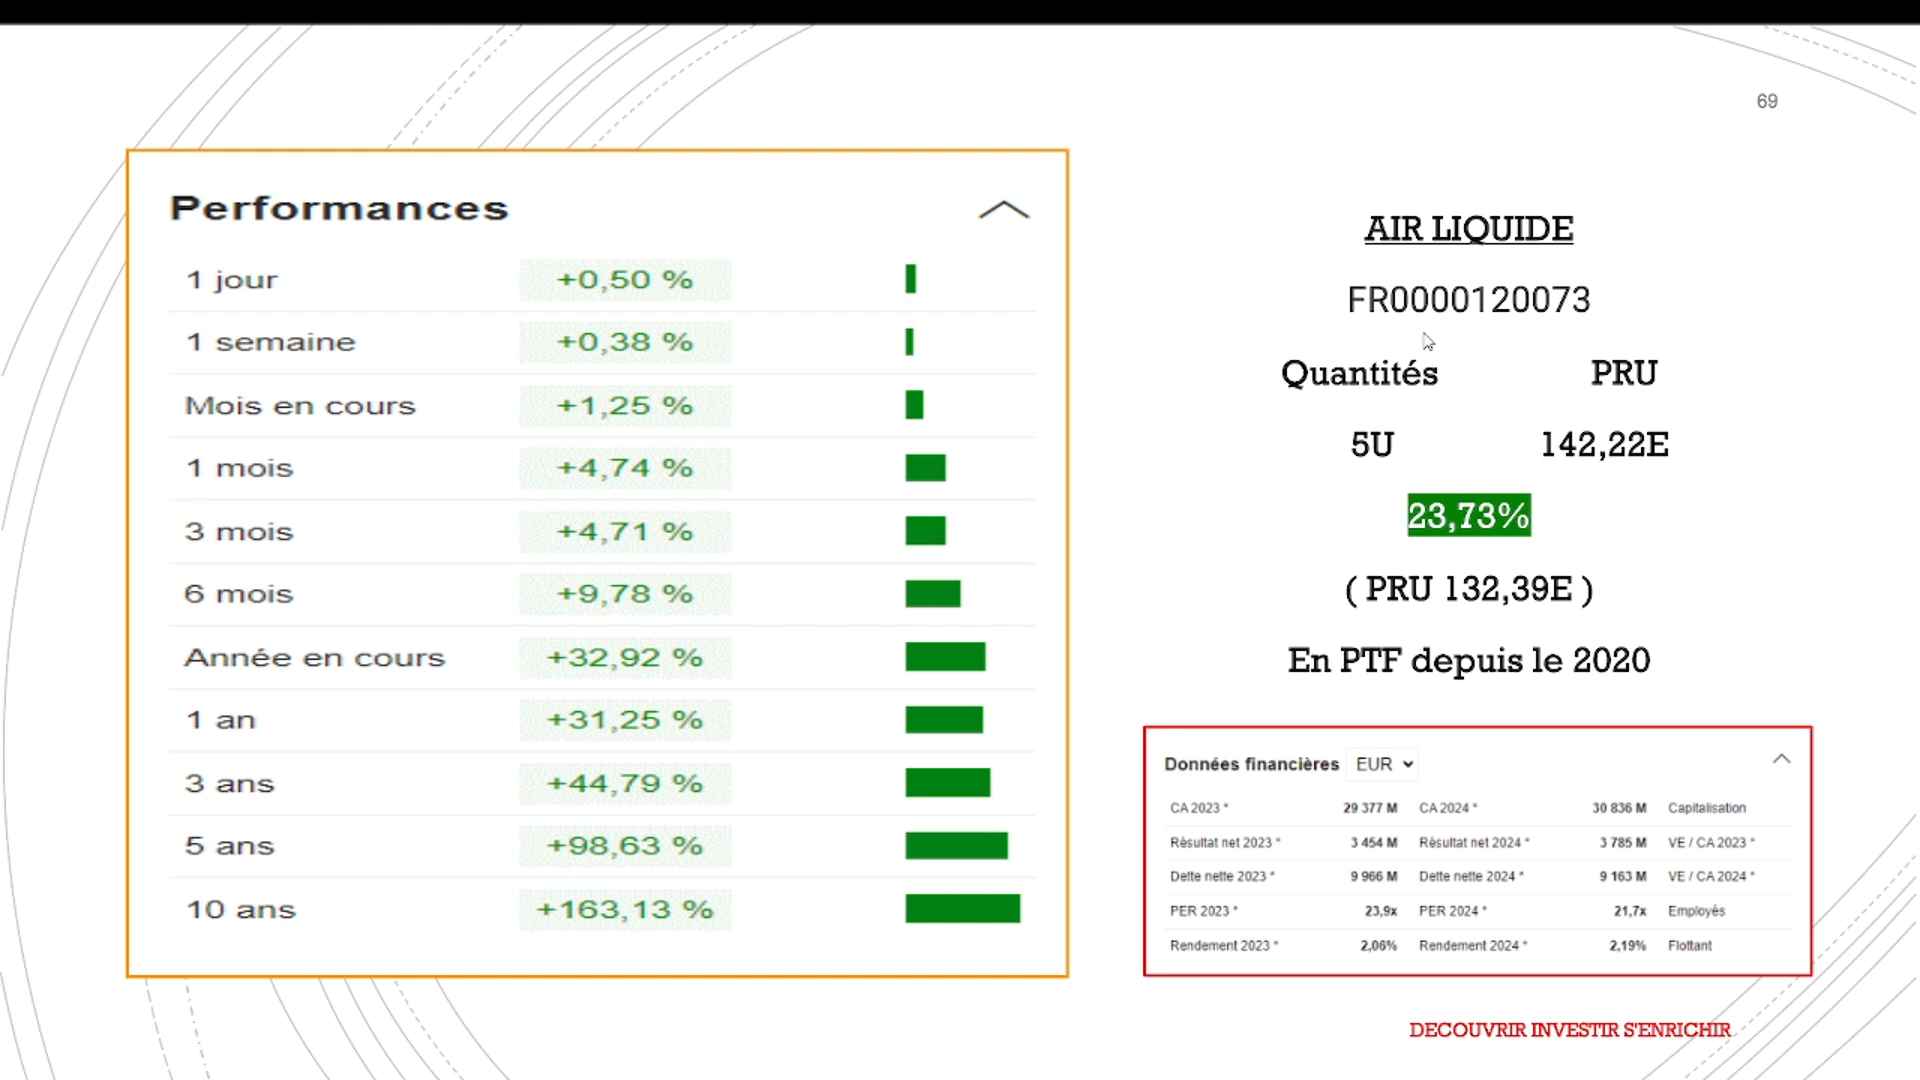 69
Performances
1 jour +0,50 %
1 semaine +0,38 %
Mois en cours +1,25 %
1 mois +4,74 %
3 mois +4,71 %
6 mois +9,78 %
Année en cours +32,92 %
1 an +31,25 %
3 ans +44,79 %
5 ans +98,63 %
10 ans +163,13 %
AIR LIQUIDE
FR0000120073
Quantités PRU
5U 142,22E
23,73%
( PRU 132,39E )
En PTF depuis le 2020
Données financières EUR
CA 2023 * 29 377 M CA 2024 * 30 836 M Capitalisation
Résultat net 2023 * 3 454 M Résultat net 2024 * 3 785 M VE / CA 2023 *
Dette nette 2023 * 9 966 M Dette nette 2024 * 9 163 M VE / CA 2024 *
PER 2023 * 23,9x PER 2024 * 21,7x Employés
Rendement 2023 * 2,06% Rendement 2024 * 2,19% Flottant
DECOUVRIR INVESTIR S'ENRICHIR